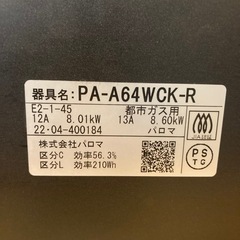 器具名: PA-A64WCK-R
E2-1-45 都市ガス用
12A 8.01kW 13A 8.60kW
22·04-400184 パロマ
株式会社パロマ
区分C 効率56.3%
区分L 効率210Wh
PS
TG